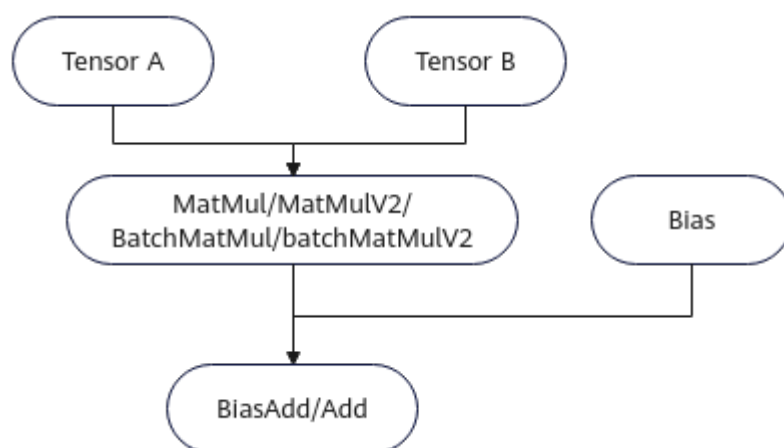 Tensor A
Tensor B
MatMul/MatMulV2/
BatchMatMul/batchMatMulV2
Bias
BiasAdd/Add